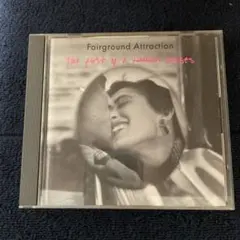 Fairground Attraction
the first of a million kisses